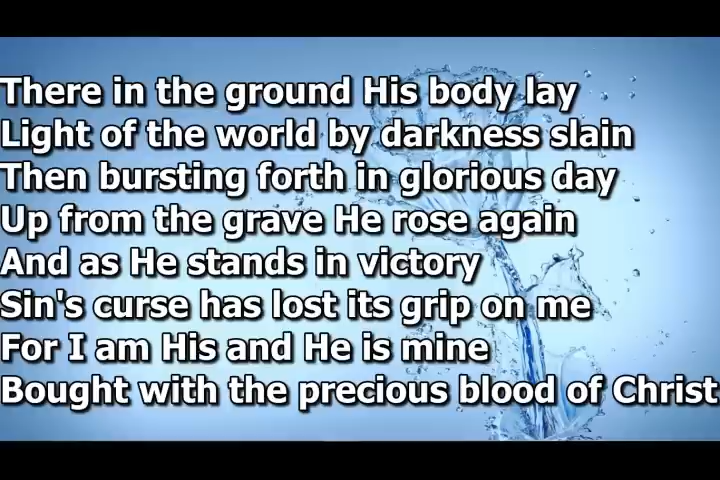 There in the ground His body lay
Light of the world by darkness slain
Then bursting forth in glorious day
Up from the grave He rose again
And as He stands in victory
Sin's curse has lost its grip on me
For I am His and He is mine
Bought with the precious blood of Christ